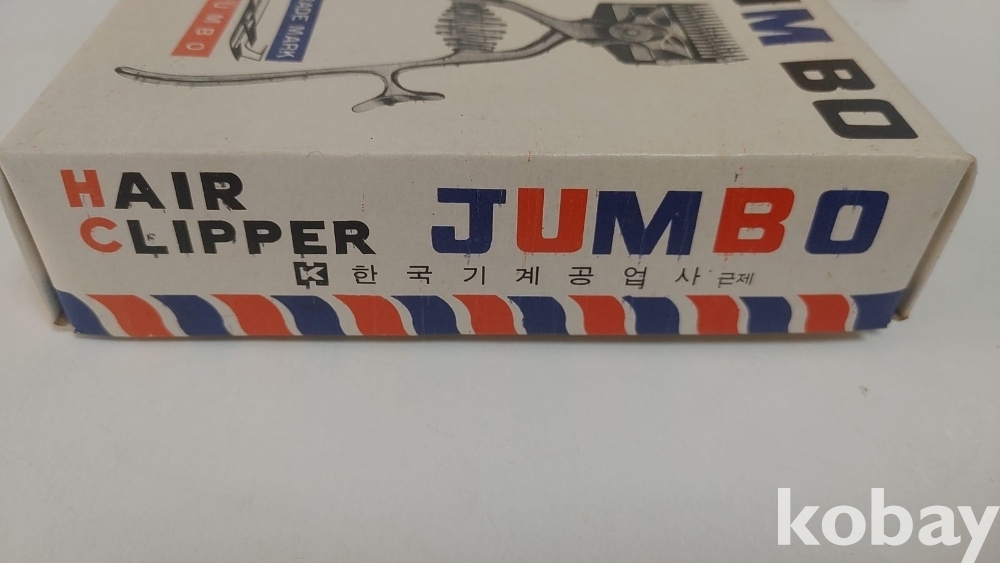 TRADE MARK
JUMBO
JUMBO
HAIR
CLIPPER
JUMBO
K 한국기계공업사 근제
kobay